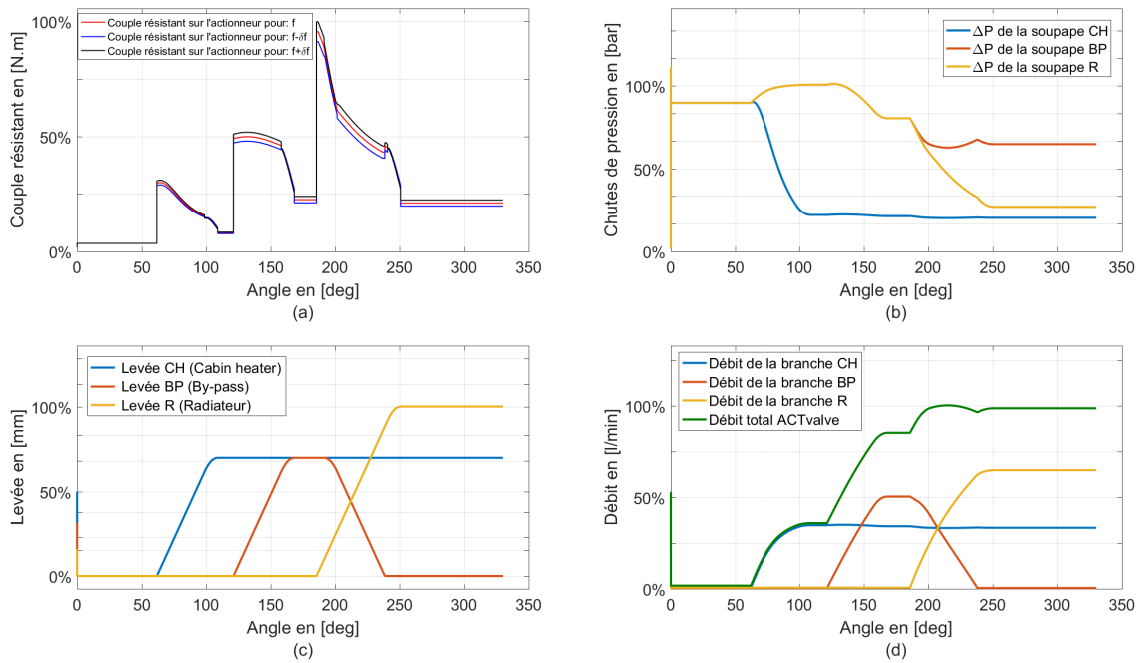 Couple résistant sur l'actionneur pour: f
Couple résistant sur l'actionneur pour: f-δf
Couple résistant sur l'actionneur pour: f+δf
100%
50%
0%
Couple résistant en [N.m]
0 50 100 150 200 250 300 350
Angle en [deg]
(a)
ΔP de la soupape CH
ΔP de la soupape BP
ΔP de la soupape R
100%
50%
0%
Chutes de pression en [bar]
0 50 100 150 200 250 300 350
Angle en [deg]
(b)
Levée CH (Cabin heater)
Levée BP (By-pass)
Levée R (Radiateur)
100%
50%
0%
Levée en [mm]
0 50 100 150 200 250 300 350
Angle en [deg]
(c)
Débit de la branche CH
Débit de la branche BP
Débit de la branche R
Débit total ACTvalve
100%
50%
0%
Débit en [l/min]
0 50 100 150 200 250 300 350
Angle en [deg]
(d)